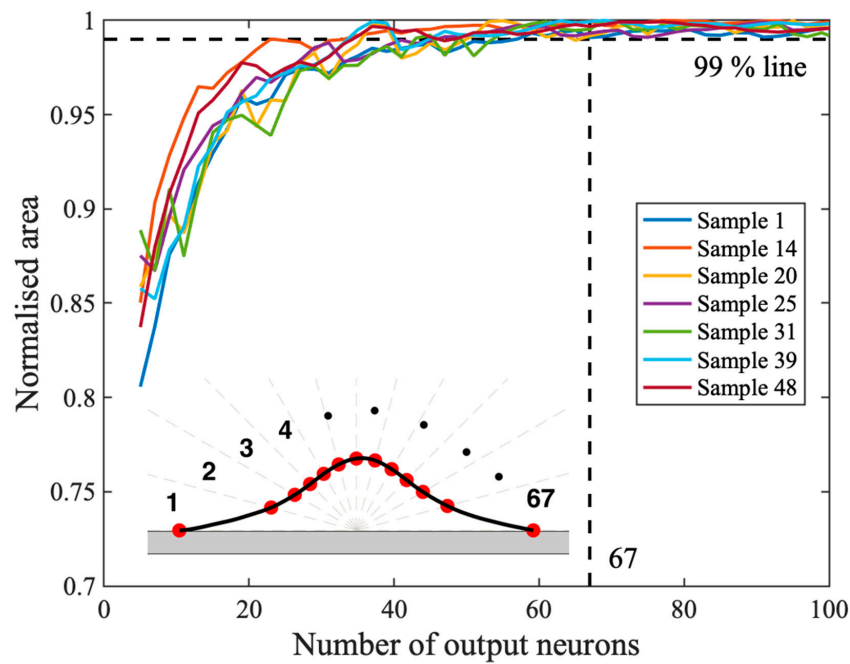 1
0.95
0.9
0.85
0.8
0.75
0.7
Normalised area
99 % line
Sample 1
Sample 14
Sample 20
Sample 25
Sample 31
Sample 39
Sample 48
1
2
3
4
67
67
0
20
40
60
80
100
Number of output neurons